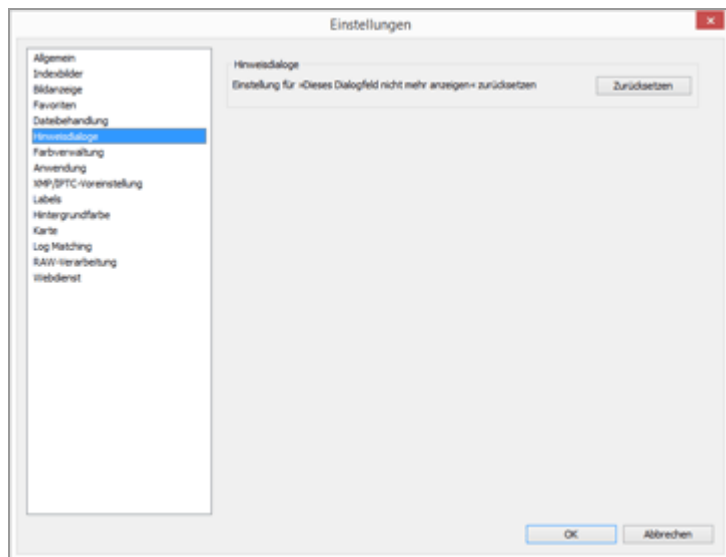 Einstellungen
Allgemein
Indexbilder
Bildanzeige
Favoriten
Dateibehandlung
Hinweisdialoge
Farbverwaltung
Anwendung
XMP/IPTC-Voreinstellung
Labels
Hintergrundfarbe
Karte
Log Matching
RAW-Verarbeitung
Webdienst
Hinweisdialoge
Einstellung für »Dieses Dialogfeld nicht mehr anzeigen« zurücksetzen
Zurücksetzen
OK
Abbrechen